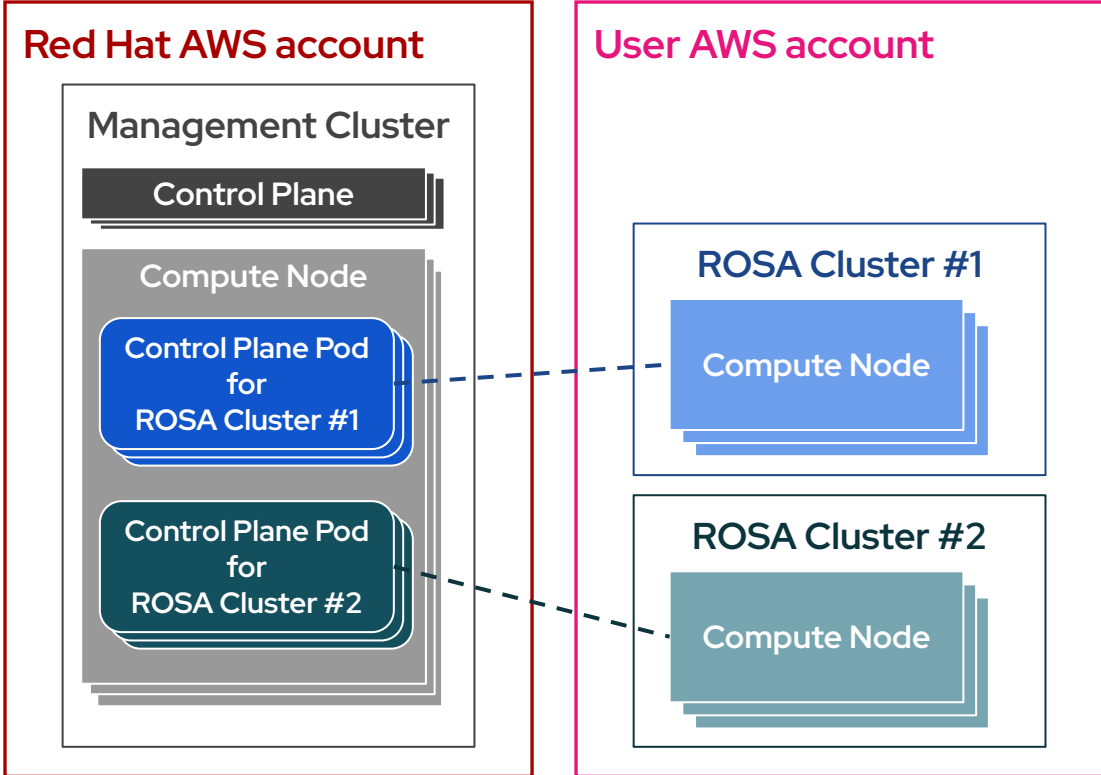 Red Hat AWS account
Management Cluster
Control Plane
Compute Node
Control Plane Pod
for
ROSA Cluster #1
Control Plane Pod
for
ROSA Cluster #2
User AWS account
ROSA Cluster #1
Compute Node
ROSA Cluster #2
Compute Node